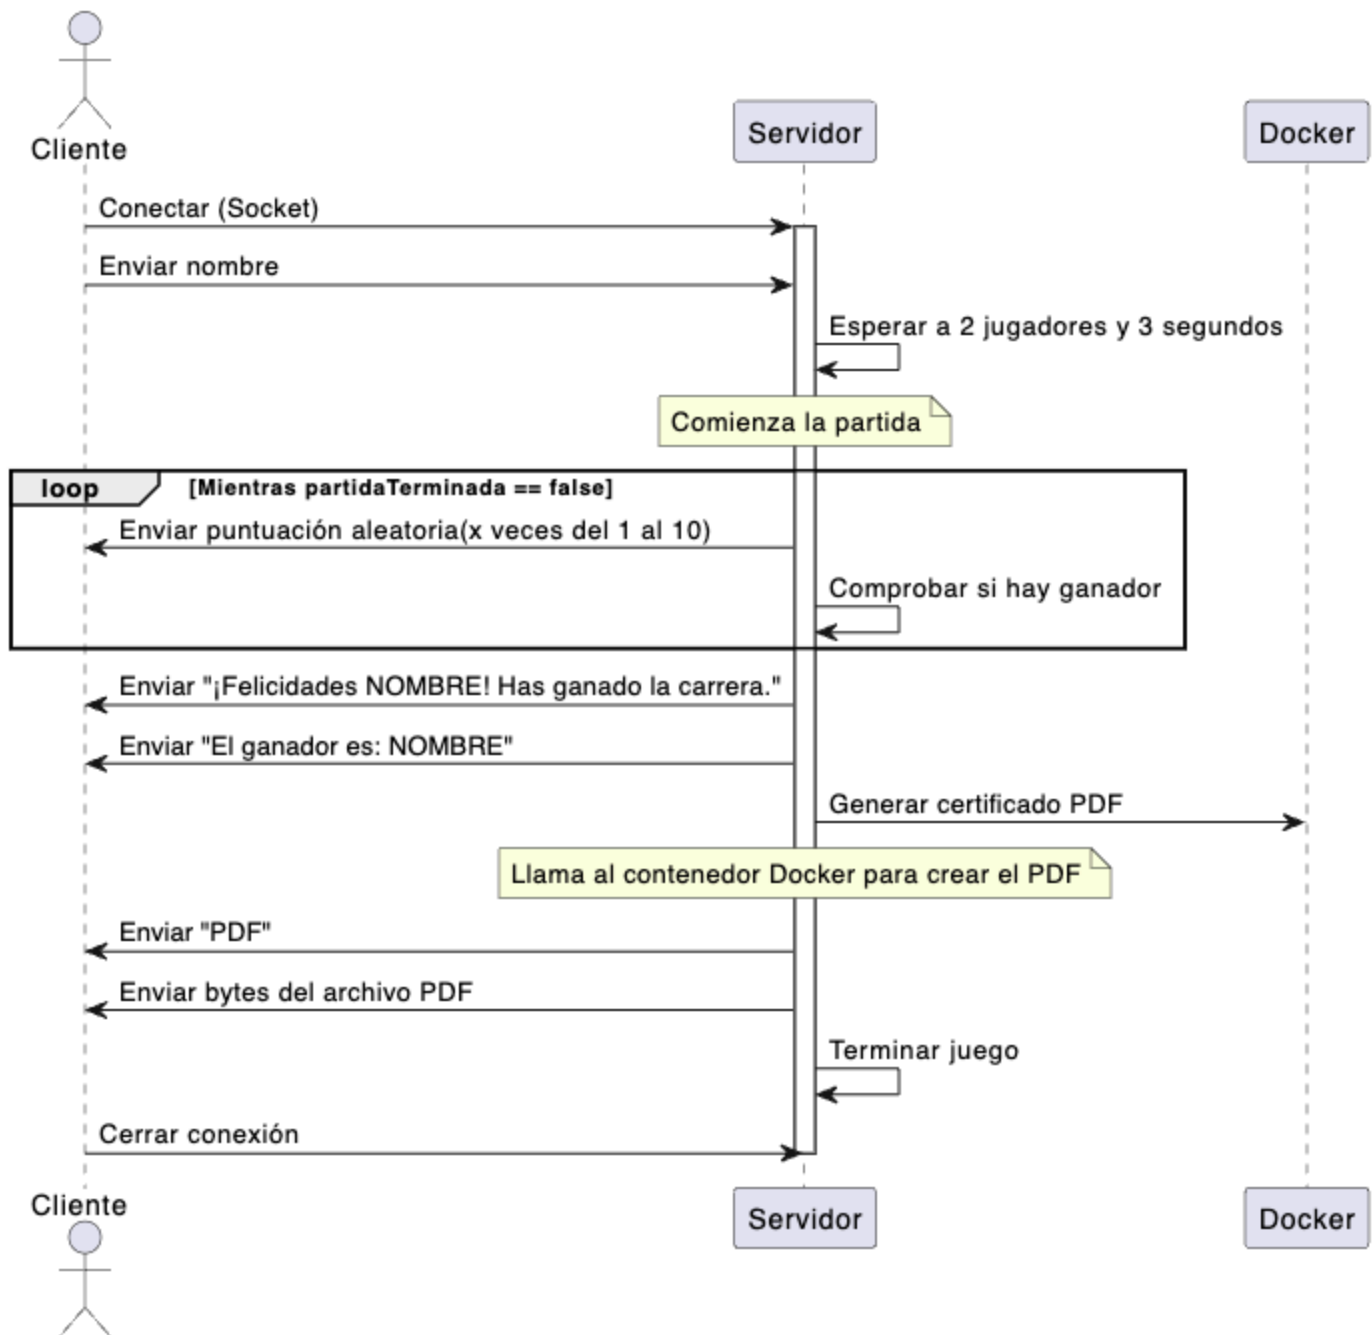 Cliente
Servidor
Docker
Conectar (Socket)
Enviar nombre
Esperar a 2 jugadores y 3 segundos
Comienza la partida
loop
[Mientras partidaTerminada == false]
Enviar puntuación aleatoria(x veces del 1 al 10)
Comprobar si hay ganador
Enviar "¡Felicidades NOMBRE! Has ganado la carrera."
Enviar "El ganador es: NOMBRE"
Generar certificado PDF
Llama al contenedor Docker para crear el PDF
Enviar "PDF"
Enviar bytes del archivo PDF
Terminar juego
Cerrar conexión
Cliente
Servidor
Docker